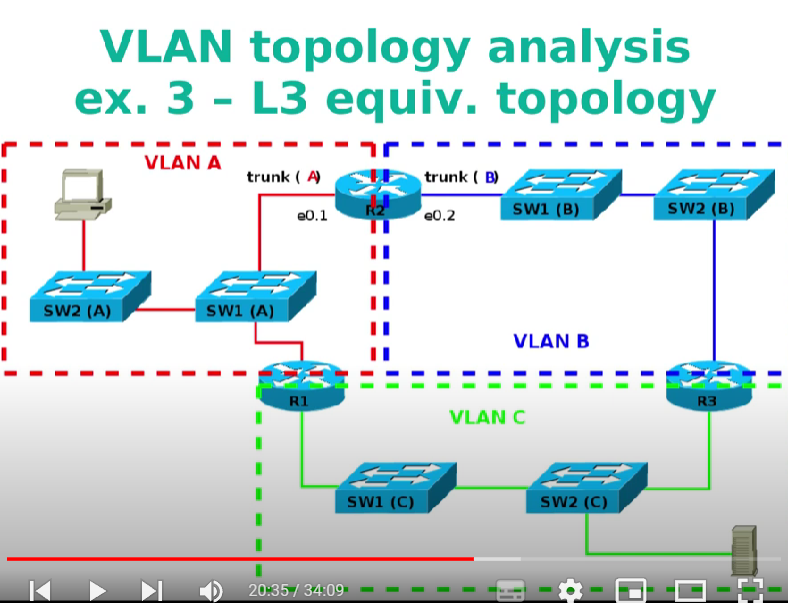 VLAN topology analysis
ex. 3 – L3 equiv. topology
VLAN A
trunk ( A)
trunk ( B)
R2
e0.1
e0.2
SW1 (B)
SW2 (B)
SW2 (A)
SW1 (A)
VLAN B
R1
R3
VLAN C
SW1 (C)
SW2 (C)
20:35 / 34:09